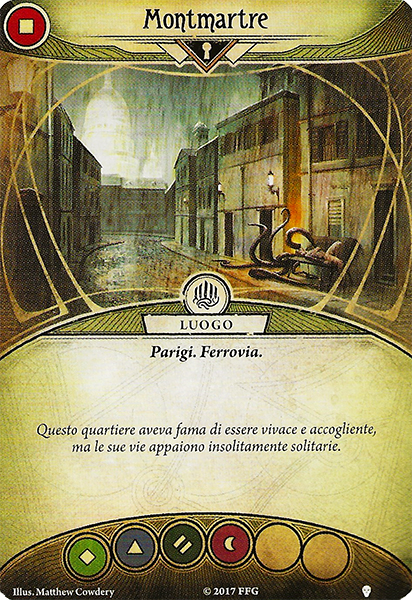 Montmartre
LUOGO
Parigi. Ferrovia.
Questo quartiere aveva fama di essere vivace e accogliente,
ma le sue vie appaiono insolitamente solitarie.
Illus. Matthew Cowdery
© 2017 FFG